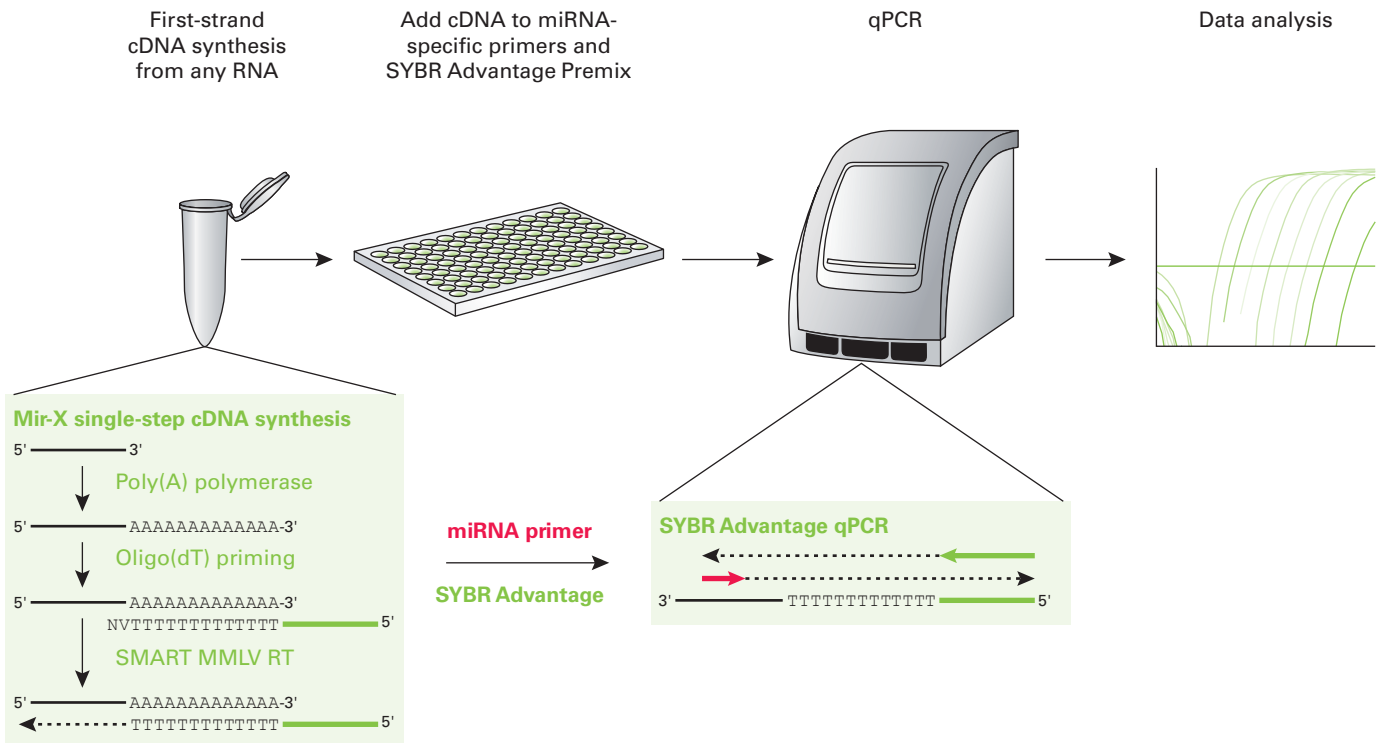 First-strand
cDNA synthesis
from any RNA
Add cDNA to miRNA-
specific primers and
SYBR Advantage Premix
qPCR
Data analysis
Mir-X single-step cDNA synthesis
5' 3'
Poly(A) polymerase
5' AAAAAAAAAAAAA-3'
Oligo(dT) priming
5' AAAAAAAAAAAAA-3'
NVTTTTTTTTTTTTT 5'
SMART MMLV RT
5' AAAAAAAAAAAAA-3'
TTTTTTTTTTTTT 5'
miRNA primer
SYBR Advantage
SYBR Advantage qPCR
3' TTTTTTTTTTTTT 5'